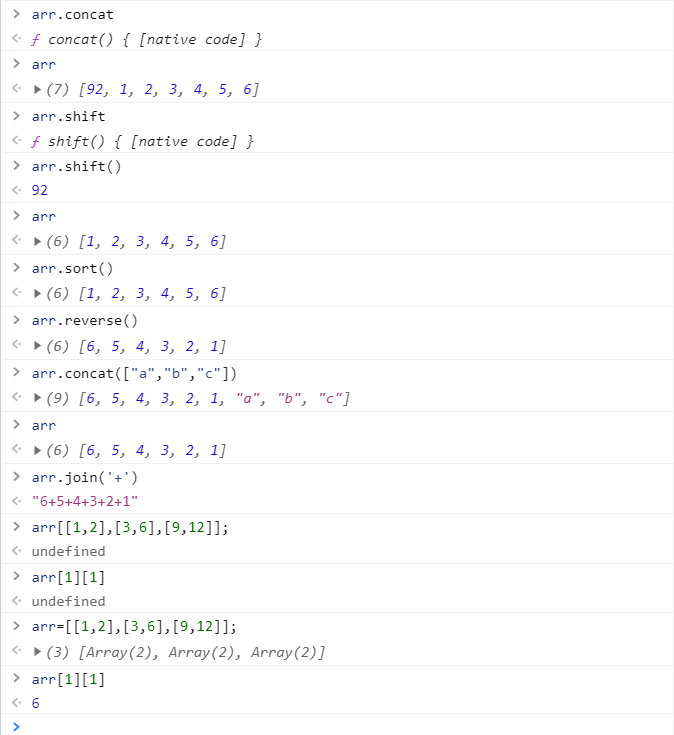 > arr.concat
<· ƒ concat() { [native code] }
> arr
<· ▶(7) [92, 1, 2, 3, 4, 5, 6]
> arr.shift
<· ƒ shift() { [native code] }
> arr.shift()
<· 92
> arr
<· ▶(6) [1, 2, 3, 4, 5, 6]
> arr.sort()
<· ▶(6) [1, 2, 3, 4, 5, 6]
> arr.reverse()
<· ▶(6) [6, 5, 4, 3, 2, 1]
> arr.concat(["a","b","c"])
<· ▶(9) [6, 5, 4, 3, 2, 1, "a", "b", "c"]
> arr
<· ▶(6) [6, 5, 4, 3, 2, 1]
> arr.join('+')
<· "6+5+4+3+2+1"
> arr[[1,2],[3,6],[9,12]];
<· undefined
> arr[1][1]
<· undefined
> arr=[[1,2],[3,6],[9,12]];
<· ▶(3) [Array(2), Array(2), Array(2)]
> arr[1][1]
<· 6
>